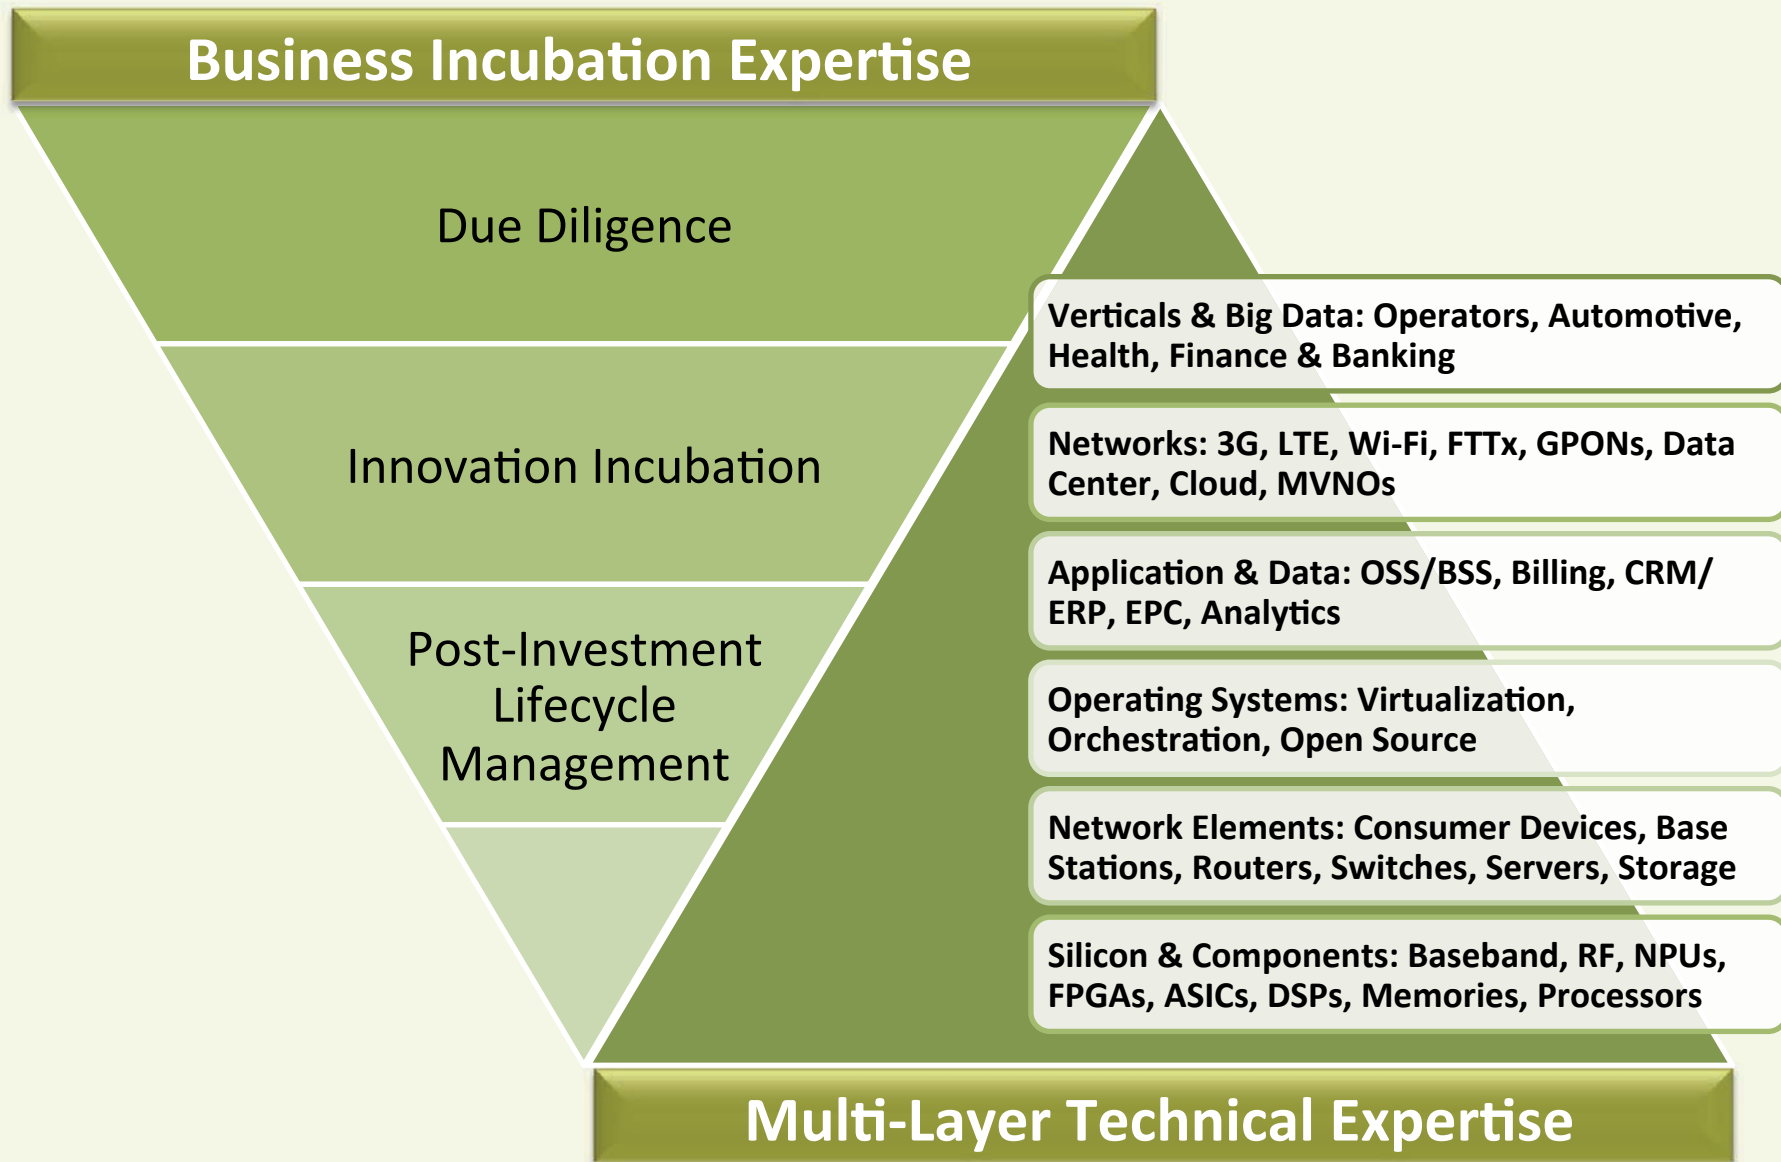 Business Incubation Expertise
Due Diligence
Innovation Incubation
Post-Investment
Lifecycle
Management
Verticals & Big Data: Operators, Automotive,
Health, Finance & Banking
Networks: 3G, LTE, Wi-Fi, FTTx, GPONs, Data
Center, Cloud, MVNOs
Application & Data: OSS/BSS, Billing, CRM/
ERP, EPC, Analytics
Operating Systems: Virtualization,
Orchestration, Open Source
Network Elements: Consumer Devices, Base
Stations, Routers, Switches, Servers, Storage
Silicon & Components: Baseband, RF, NPUs,
FPGAs, ASICs, DSPs, Memories, Processors
Multi-Layer Technical Expertise